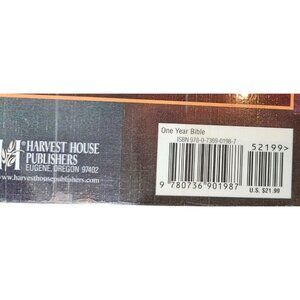 HARVEST HOUSE
PUBLISHERS
EUGENE, OREGON 97402
www.harvesthousepublishers.com
One Year Bible
ISBN 978-0-7369-0198-7
52199>
9 780736 901987
U.S. $21.99